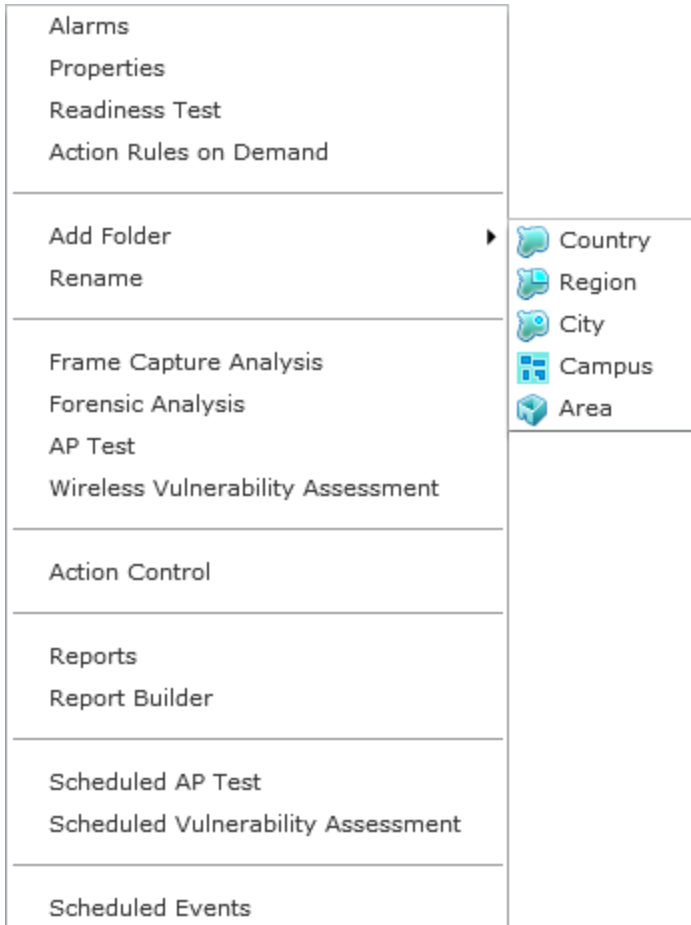 Alarms
Properties
Readiness Test
Action Rules on Demand
Add Folder
Rename
Frame Capture Analysis
Forensic Analysis
AP Test
Wireless Vulnerability Assessment
Action Control
Reports
Report Builder
Scheduled AP Test
Scheduled Vulnerability Assessment
Scheduled Events
Country
Region
City
Campus
Area